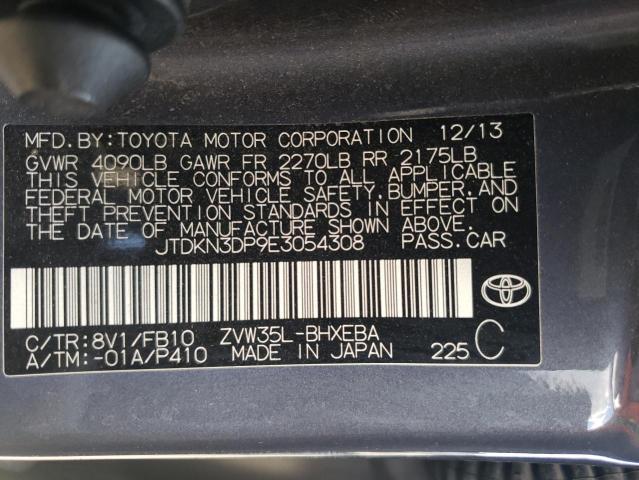 MFD.BY:TOYOTA MOTOR CORPORATION 12/13
GVWR 4090LB GAWR FR 2270LB RR 2175LB
THIS VEHICLE CONFORMS TO ALL APPLICABLE
FEDERAL MOTOR VEHICLE SAFETY,BUMPER,AND
THEFT PREVENTION STANDARDS IN EFFECT ON
THE DATE OF MANUFACTURE SHOWN ABOVE.
JTDKN3DP9E3054308 PASS.CAR
C/TR:8V1/FB10 ZVW35L-BHXEBA
A/TM:-01A/P410 MADE IN JAPAN 225 C